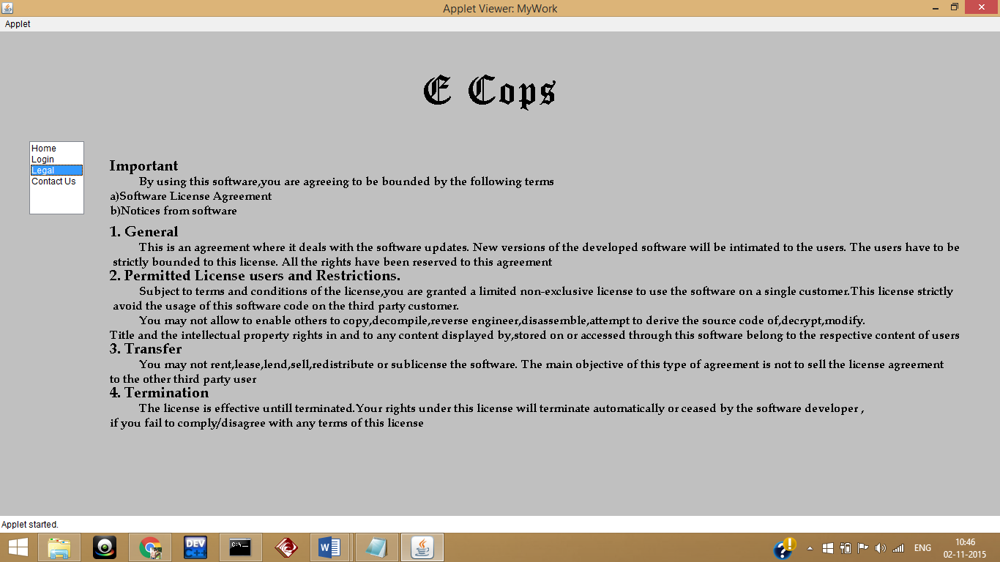 Applet Viewer: MyWork
Applet
E Cops
Home
Login
Legal
Contact Us
Important
By using this software,you are agreeing to be bounded by the following terms
a)Software License Agreement
b)Notices from software
1. General
This is an agreement where it deals with the software updates. New versions of the developed software will be intimated to the users. The users have to be
strictly bounded to this license. All the rights have been reserved to this agreement
2. Permitted License users and Restrictions.
Subject to terms and conditions of the license,you are granted a limited non-exclusive license to use the software on a single customer.This license strictly
avoid the usage of this software code on the third party customer.
You may not allow to enable others to copy,decompile,reverse engineer,disassemble,attempt to derive the source code of,decrypt,modify.
Title and the intellectual property rights in and to any content displayed by,stored on or accessed through this software belong to the respective content of users
3. Transfer
You may not rent,lease,lend,sell,redistribute or sublicense the software. The main objective of this type of agreement is not to sell the license agreement
to the other third party user
4. Termination
The license is effective untill terminated.Your rights under this license will terminate automatically or ceased by the software developer ,
if you fail to comply/disagree with any terms of this license
Applet started.
DEV
C++
C:\
W
ENG
10:46
02-11-2015